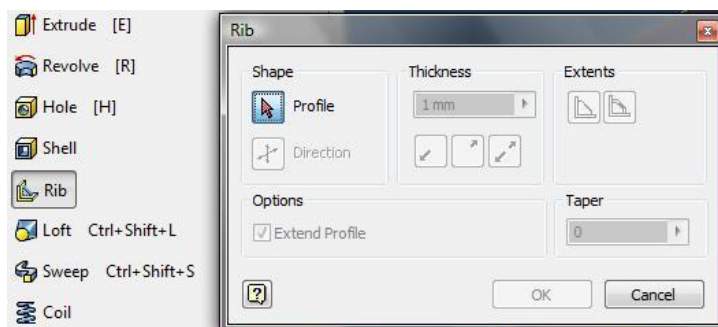 Extrude [E]
Revolve [R]
Hole [H]
Shell
Rib
Loft Ctrl+Shift+L
Sweep Ctrl+Shift+S
Coil
Rib
Shape
Profile
Direction
Thickness
1 mm
Extents
Options
Extend Profile
Taper
0
?
OK
Cancel